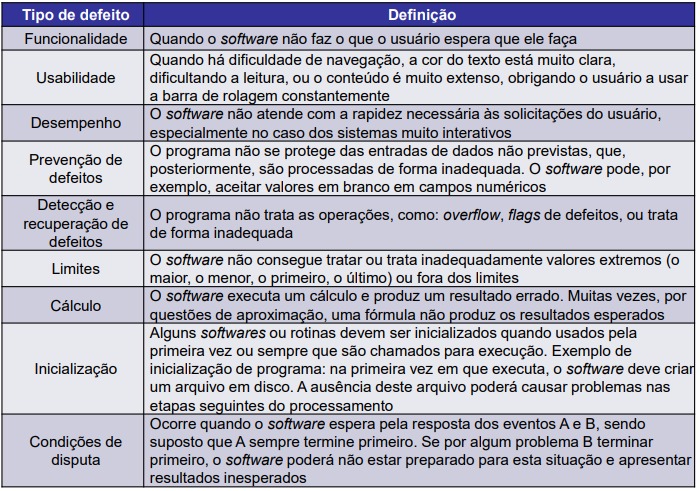 Tipo de defeito Definição
Funcionalidade Quando o software não faz o que o usuário espera que ele faça
Usabilidade
Quando há dificuldade de navegação, a cor do texto está muito clara,
dificultando a leitura, ou o conteúdo é muito extenso, obrigando o usuário a usar
a barra de rolagem constantemente
Desempenho
O software não atende com a rapidez necessária às solicitações do usuário,
especialmente no caso dos sistemas muito interativos
Prevenção de
defeitos
O programa não se protege das entradas de dados não previstas, que,
posteriormente, são processadas de forma inadequada. O software pode, por
exemplo, aceitar valores em branco em campos numéricos
Detecção e
recuperação de
defeitos
O programa não trata as operações, como: overflow, flags de defeitos, ou trata
de forma inadequada
Limites
O software não consegue tratar ou trata inadequadamente valores extremos (o
maior, o menor, o primeiro, o último) ou fora dos limites
Cálculo
O software executa um cálculo e produz um resultado errado. Muitas vezes, por
questões de aproximação, uma fórmula não produz os resultados esperados
Inicialização
Alguns softwares ou rotinas devem ser inicializados quando usados pela
primeira vez ou sempre que são chamados para execução. Exemplo de
inicialização de programa: na primeira vez em que executa, o software deve criar
um arquivo em disco. A ausência deste arquivo poderá causar problemas nas
etapas seguintes do processamento
Condições de
disputa
Ocorre quando o software espera pela resposta dos eventos A e B, sendo
suposto que A sempre termine primeiro. Se por algum problema B terminar
primeiro, o software poderá não estar preparado para esta situação e apresentar
resultados inesperados